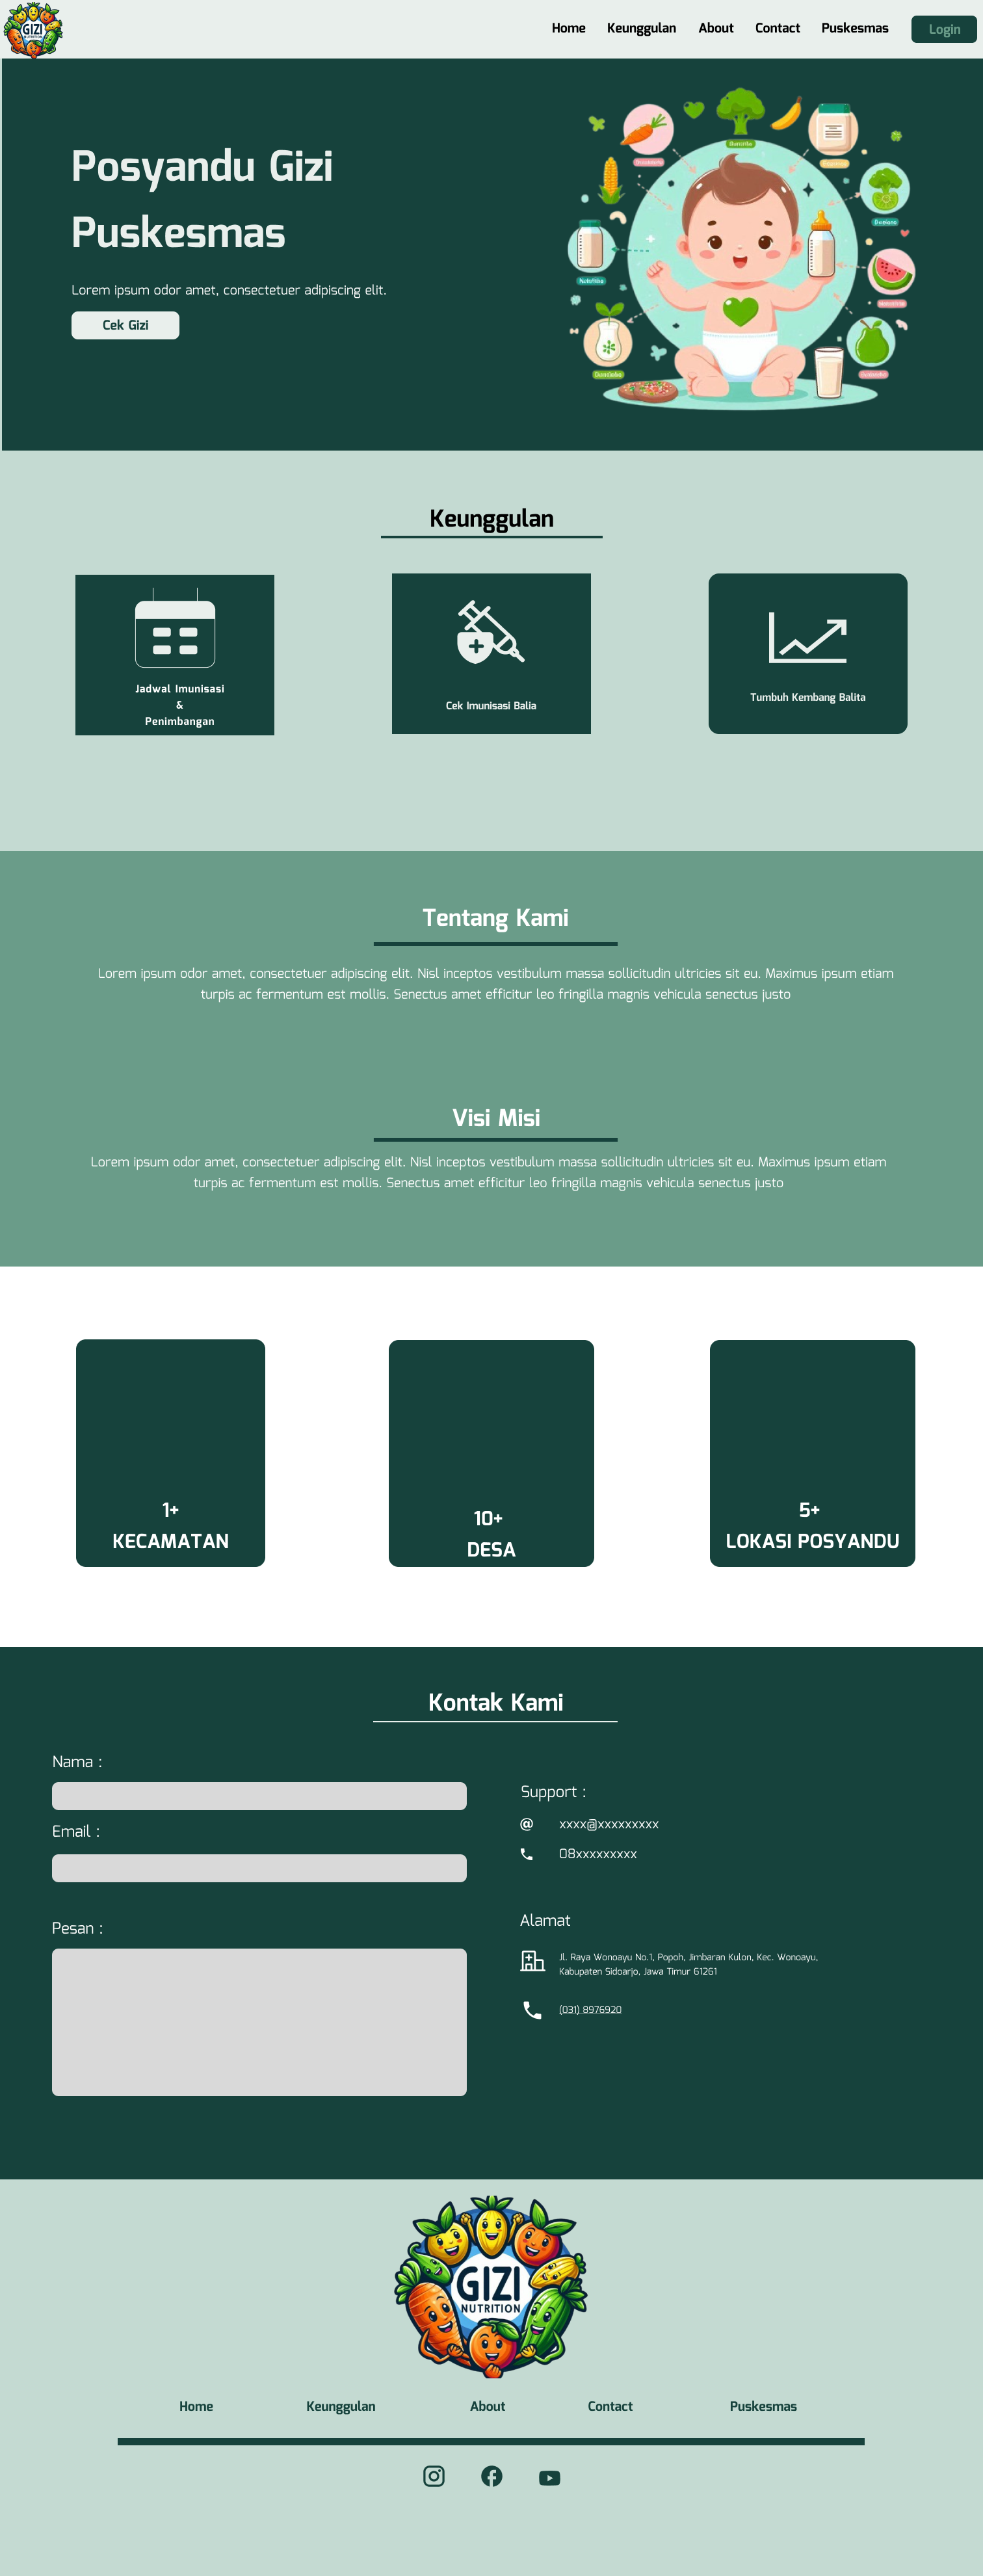 GIZI
NUTRITION
Home Keunggulan About Contact Puskesmas Login
Posyandu Gizi
Puskesmas
Lorem ipsum odor amet, consectetuer adipiscing elit.
Cek Gizi
Keunggulan
Jadwal Imunisasi
&
Penimbangan
Cek Imunisasi Balia
Tumbuh Kembang Balita
Tentang Kami
Lorem ipsum odor amet, consectetuer adipiscing elit. Nisl inceptos vestibulum massa sollicitudin ultricies sit eu. Maximus ipsum etiam
turpis ac fermentum est mollis. Senectus amet efficitur leo fringilla magnis vehicula senectus justo
Visi Misi
Lorem ipsum odor amet, consectetuer adipiscing elit. Nisl inceptos vestibulum massa sollicitudin ultricies sit eu. Maximus ipsum etiam
turpis ac fermentum est mollis. Senectus amet efficitur leo fringilla magnis vehicula senectus justo
1+
KECAMATAN
10+
DESA
5+
LOKASI POSYANDU
Kontak Kami
Nama :
Email :
Pesan :
Support :
@ xxxx@xxxxxxxxx
08xxxxxxxxx
Alamat
Jl. Raya Wonoayu No.1, Popoh, Jimbaran Kulon, Kec. Wonoayu,
Kabupaten Sidoarjo, Jawa Timur 61261
(031) 8976920
GIZI
NUTRITION
Home Keunggulan About Contact Puskesmas